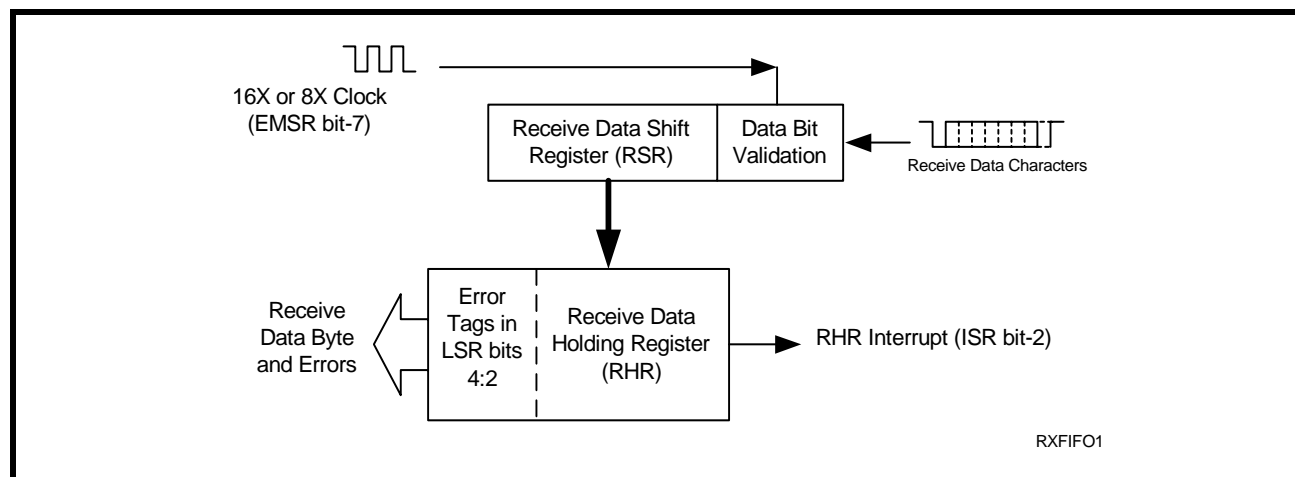 16X or 8X Clock
(EMSR bit-7)
Receive Data Shift
Register (RSR)
Data Bit
Validation
Receive Data Characters
Receive
Data Byte
and Errors
Error
Tags in
LSR bits
4:2
Receive Data
Holding Register
(RHR)
RHR Interrupt (ISR bit-2)
RXFIFO1